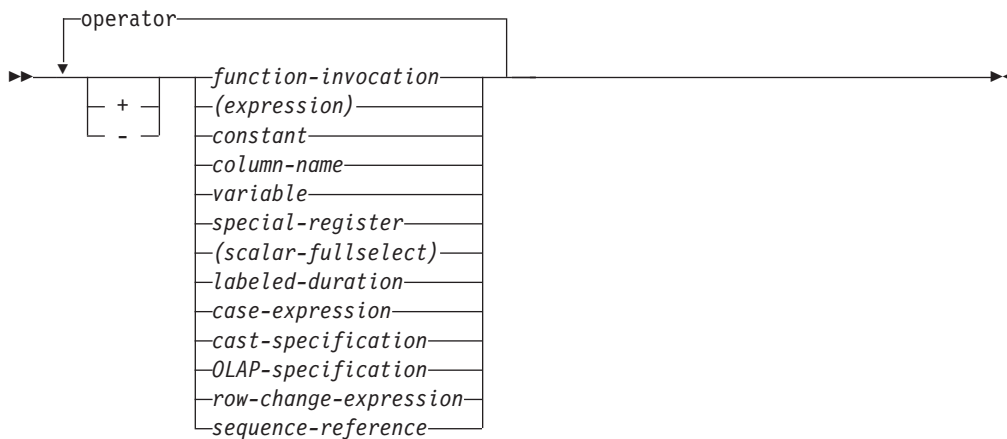 operator
function-invocation
+
(expression)
-
constant
column-name
variable
special-register
(scalar-fullselect)
labeled-duration
case-expression
cast-specification
OLAP-specification
row-change-expression
sequence-reference